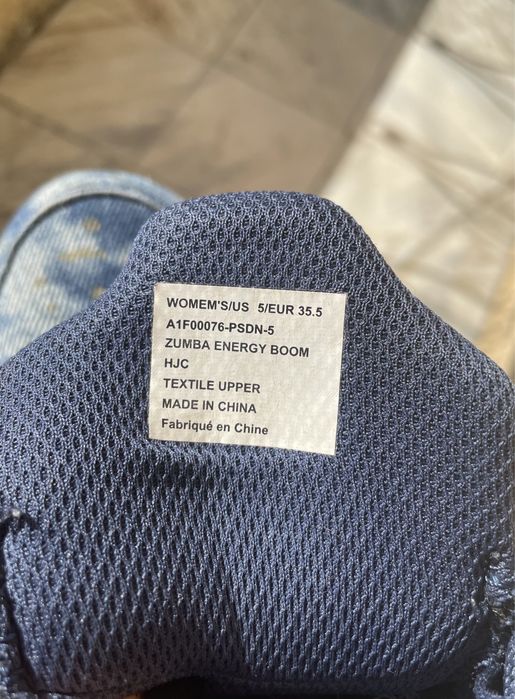 WOMEM'S/US 5/EUR 35.5
A1F00076-PSDN-5
ZUMBA ENERGY BOOM
HJC
TEXTILE UPPER
MADE IN CHINA
Fabriqué en Chine